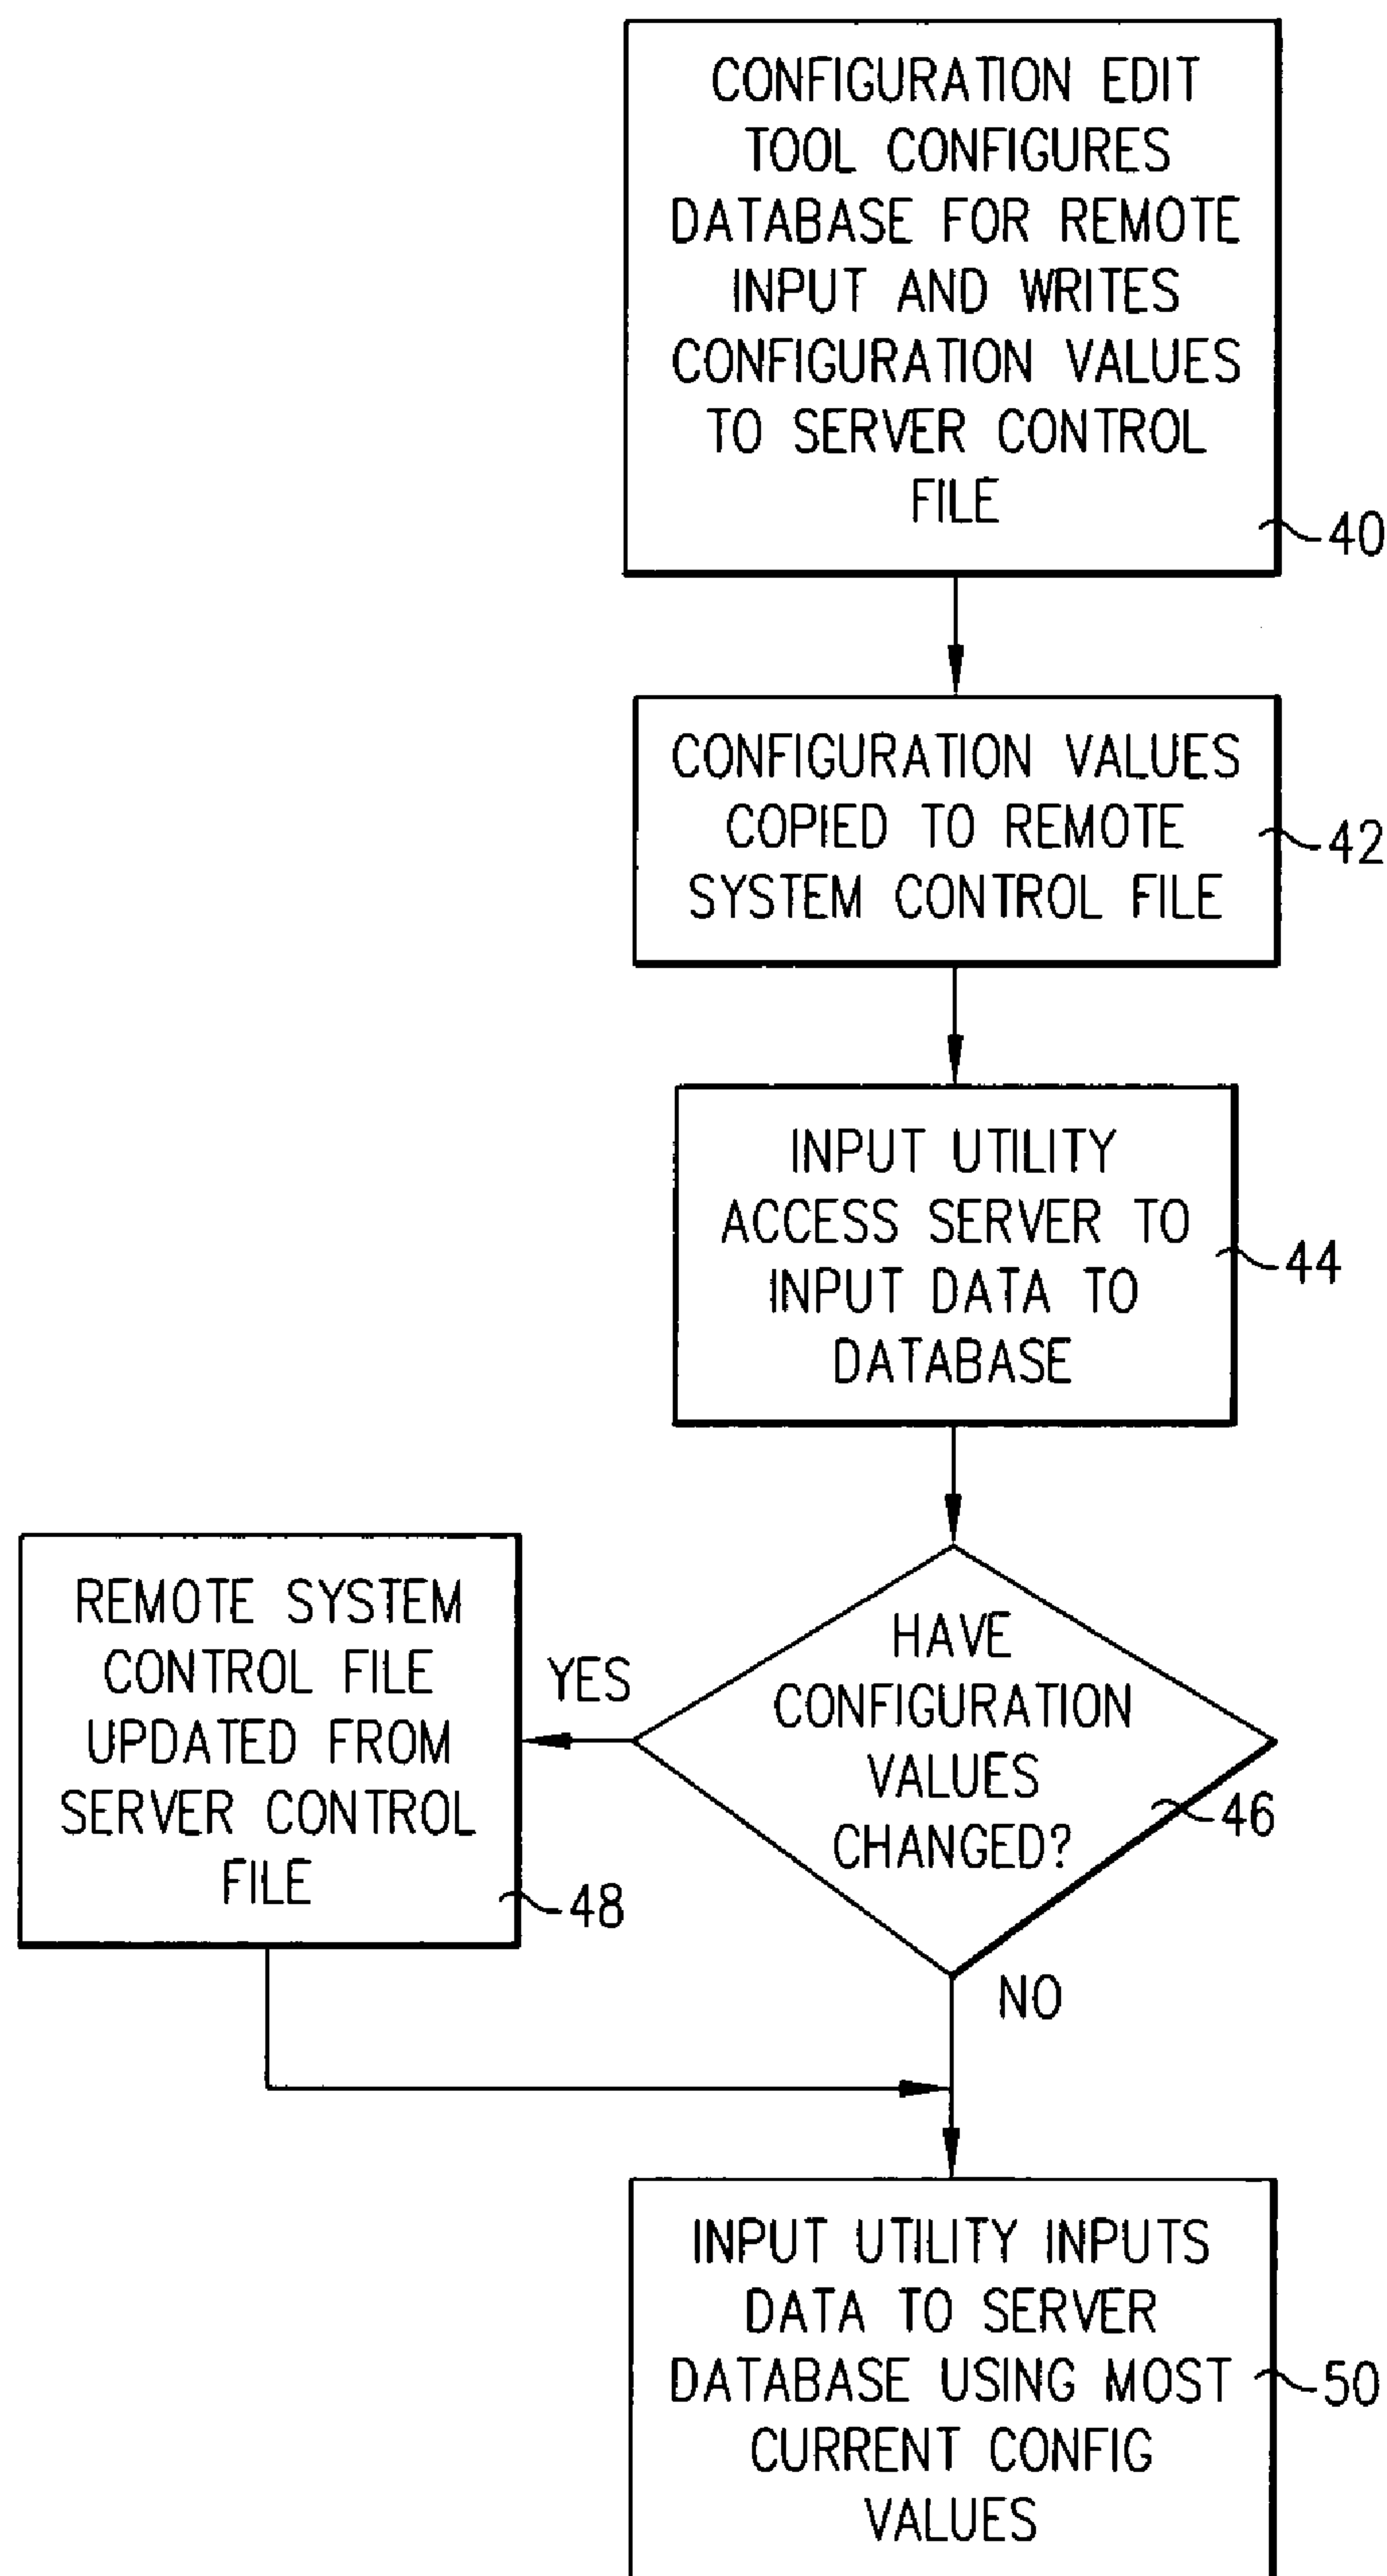 CONFIGURATION EDIT
TOOL CONFIGURES
DATABASE FOR REMOTE
INPUT AND WRITES
CONFIGURATION VALUES
TO SERVER CONTROL
FILE
40
CONFIGURATION VALUES
COPIED TO REMOTE
SYSTEM CONTROL FILE
42
INPUT UTILITY
ACCESS SERVER TO
INPUT DATA TO
DATABASE
44
HAVE
CONFIGURATION
VALUES
CHANGED?
46
YES
REMOTE SYSTEM
CONTROL FILE
UPDATED FROM
SERVER CONTROL
FILE
48
NO
INPUT UTILITY INPUTS
DATA TO SERVER
DATABASE USING MOST
CURRENT CONFIG
VALUES
50